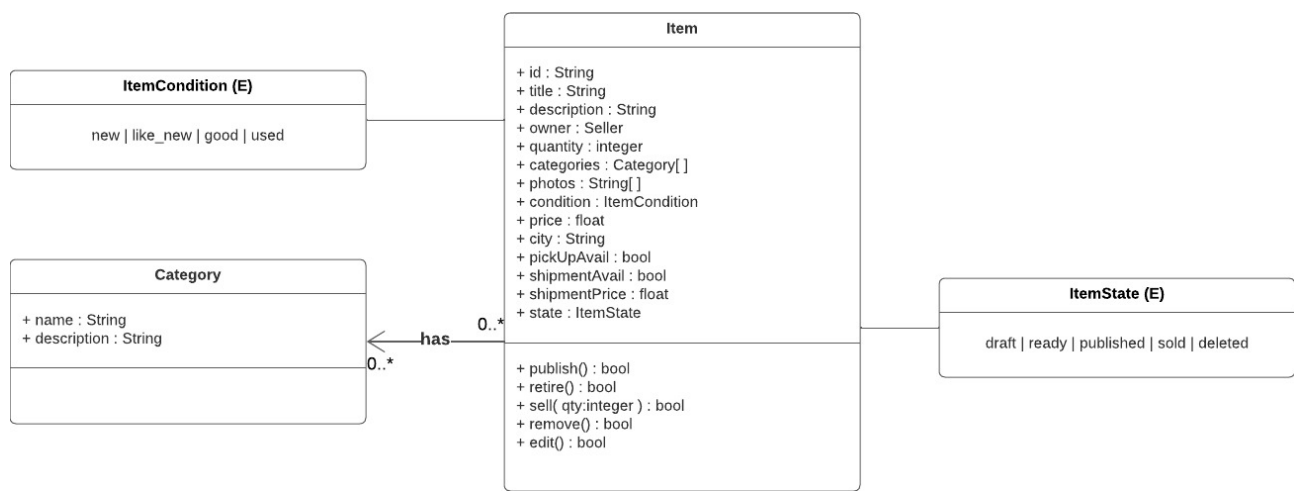 Item
+ id : String
+ title : String
+ description : String
+ owner : Seller
+ quantity : integer
+ categories : Category[ ]
+ photos : String[ ]
+ condition : ItemCondition
+ price : float
+ city : String
+ pickUpAvail : bool
+ shipmentAvail : bool
+ shipmentPrice : float
+ state : ItemState
+ publish() : bool
+ retire() : bool
+ sell( qty:integer ) : bool
+ remove() : bool
+ edit() : bool
ItemCondition (E)
new | like_new | good | used
Category
+ name : String
+ description : String
0..*
has
0..*
ItemState (E)
draft | ready | published | sold | deleted